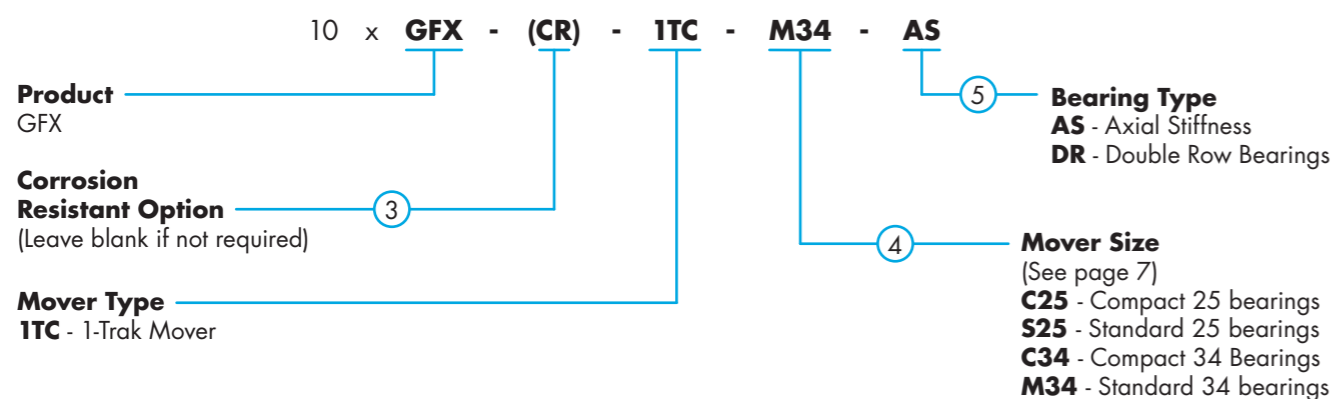 10 x GFX - (CR) - 1TC - M34 - AS
Product
GFX
Corrosion
Resistant Option
(Leave blank if not required)
3
Mover Type
1TC - 1-Trak Mover
5
Bearing Type
AS - Axial Stiffness
DR - Double Row Bearings
4
Mover Size
(See page 7)
C25 - Compact 25 bearings
S25 - Standard 25 bearings
C34 - Compact 34 Bearings
M34 - Standard 34 bearings